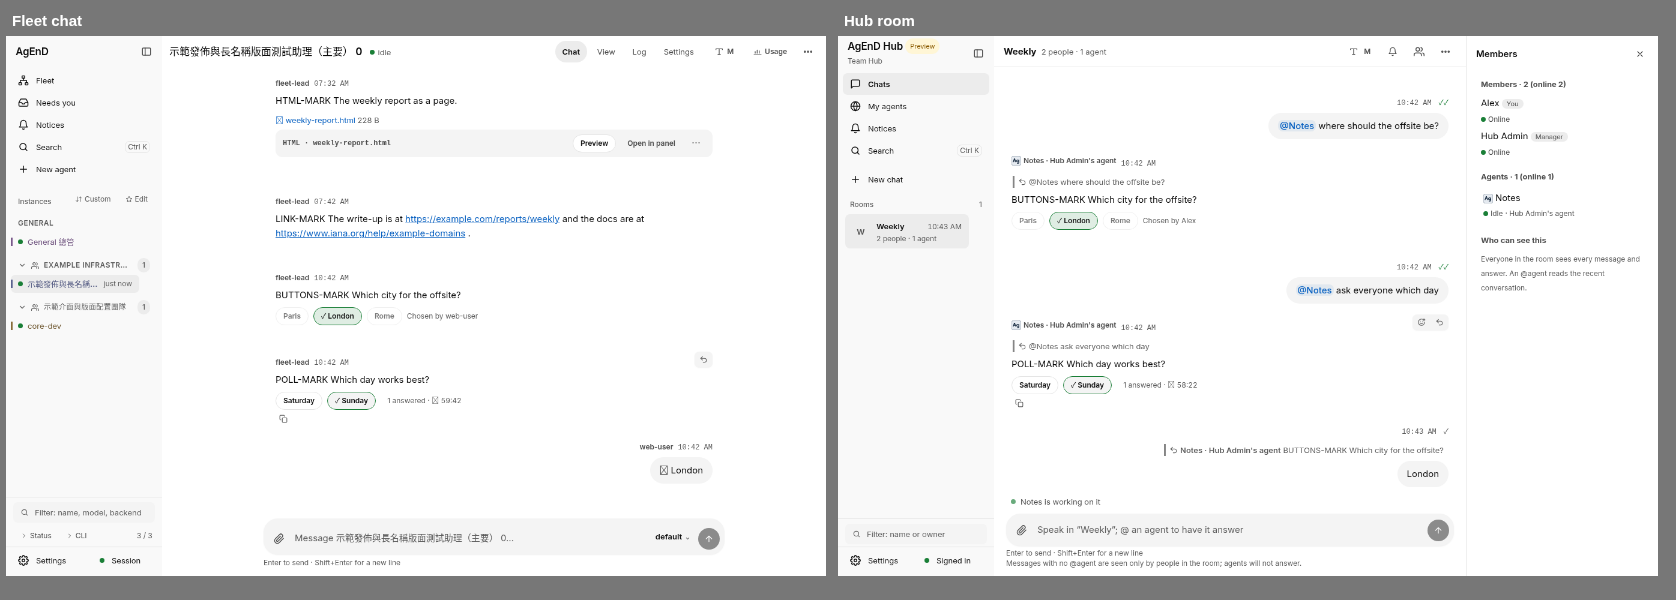 Fleet chat
AgEnD
Fleet
Needs you
Notices
Search
Ctrl K
New agent
Instances
Custom
Edit
GENERAL
General 總管
EXAMPLE INFRASTR...
1
示範發佈與長名稱...
just now
示範介面與版面配置團隊
1
core-dev
Filter: name, model, backend
Status
CLI
3 / 3
Settings
Session
示範發佈與長名稱版面測試助理（主要） 0
Idle
Chat
View
Log
Settings
M
Usage
fleet-lead 07:32 AM
HTML-MARK The weekly report as a page.
weekly-report.html 228 B
HTML · weekly-report.html
Preview
Open in panel
fleet-lead 07:42 AM
LINK-MARK The write-up is at https://example.com/reports/weekly and the docs are at
https://www.iana.org/help/example-domains .
fleet-lead 10:42 AM
BUTTONS-MARK Which city for the offsite?
Paris
✓ London
Rome
Chosen by web-user
fleet-lead 10:42 AM
POLL-MARK Which day works best?
Saturday
✓ Sunday
1 answered · 59:42
web-user 10:42 AM
London
Message 示範發佈與長名稱版面測試助理（主要） 0...
default
Enter to send · Shift+Enter for a new line
Hub room
AgEnD Hub
Preview
Team Hub
Chats
My agents
Notices
Search
Ctrl K
New chat
Rooms
1
W
Weekly
10:43 AM
2 people · 1 agent
Filter: name or owner
Settings
Signed in
Weekly 2 people · 1 agent
M
10:42 AM
@Notes where should the offsite be?
Ag Notes · Hub Admin's agent 10:42 AM
@Notes where should the offsite be?
BUTTONS-MARK Which city for the offsite?
Paris
✓ London
Rome
Chosen by Alex
10:42 AM
@Notes ask everyone which day
Ag Notes · Hub Admin's agent 10:42 AM
@Notes ask everyone which day
POLL-MARK Which day works best?
Saturday
✓ Sunday
1 answered · 58:22
10:43 AM
Notes · Hub Admin's agent BUTTONS-MARK Which city for the offsite?
London
Notes is working on it
Speak in "Weekly"; @ an agent to have it answer
Enter to send · Shift+Enter for a new line
Messages with no @agent are seen only by people in the room; agents will not answer.
Members
Members · 2 (online 2)
Alex You
Online
Hub Admin Manager
Online
Agents · 1 (online 1)
Ag Notes
Idle · Hub Admin's agent
Who can see this
Everyone in the room sees every message and
answer. An @agent reads the recent
conversation.